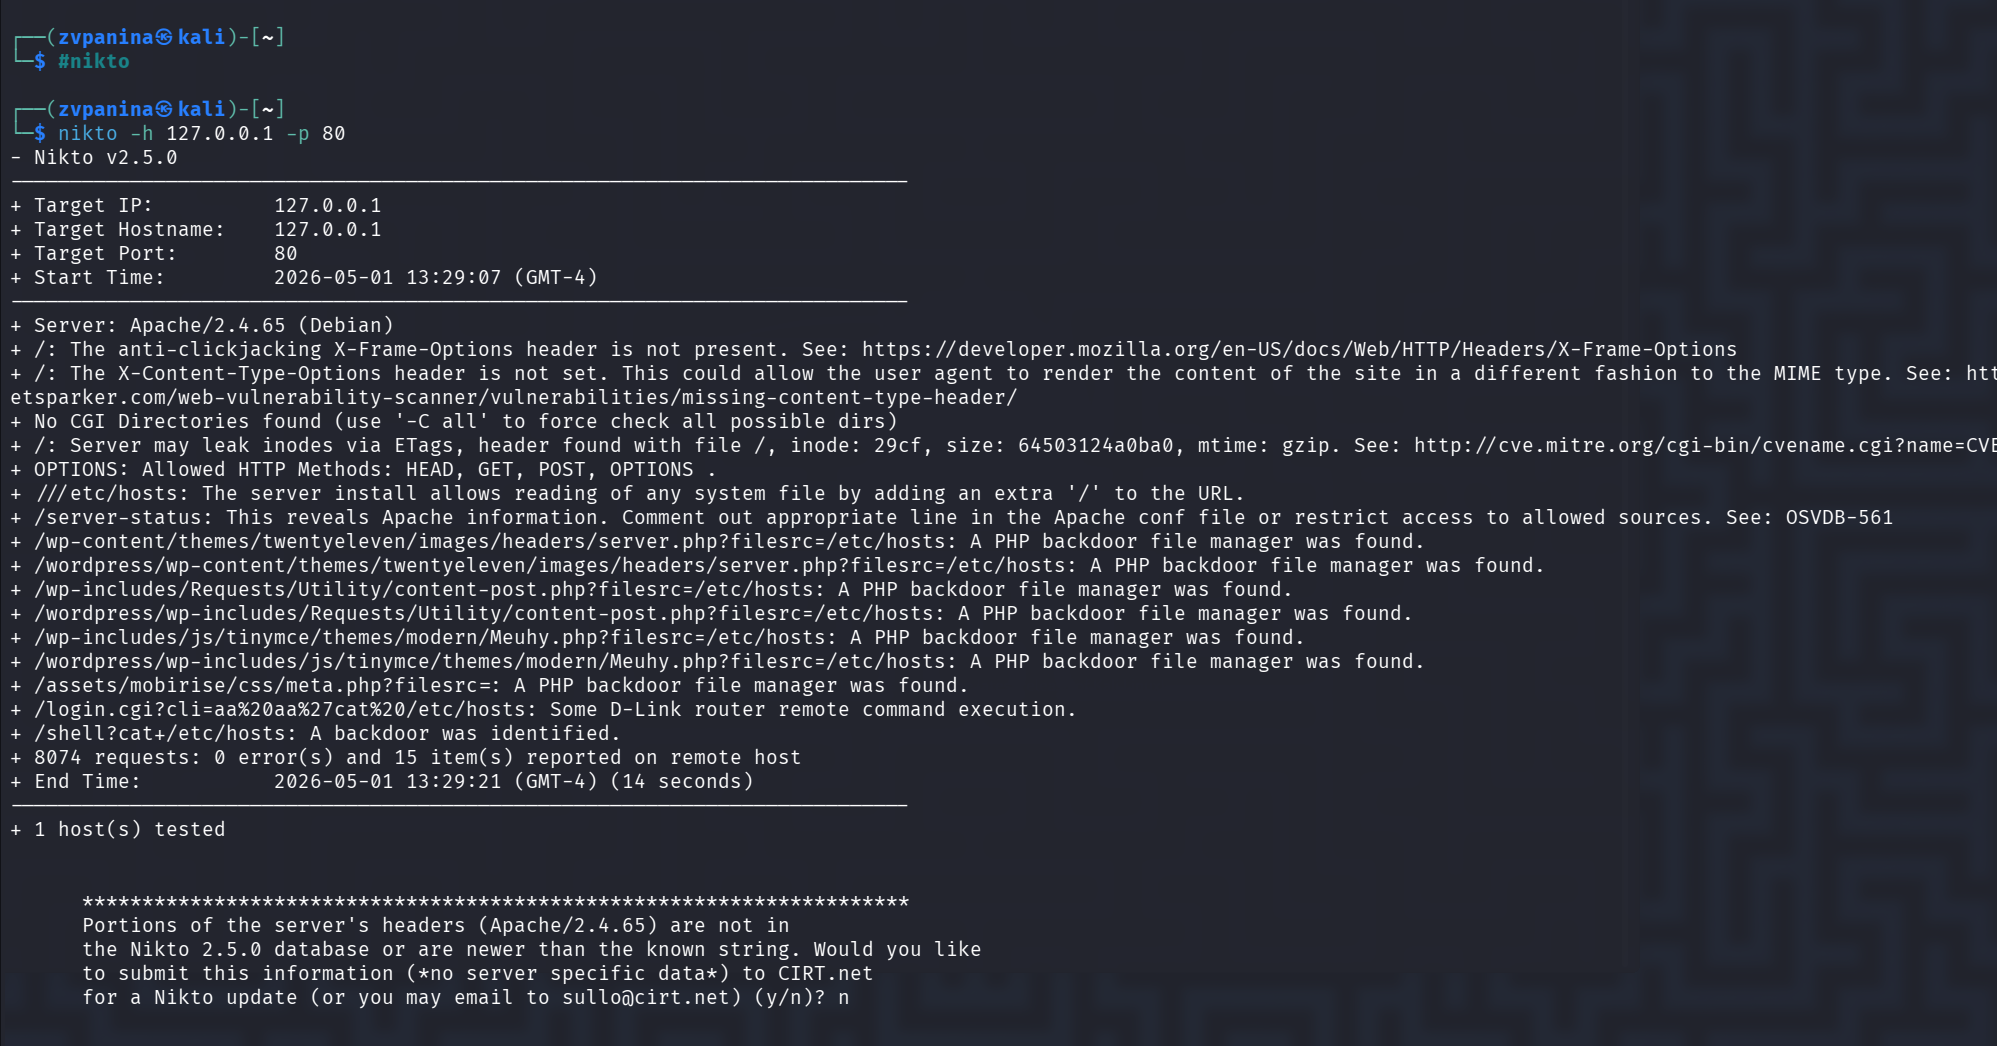 ┌──(zvpanina㉿kali)-[~]
└─$ #nikto
┌──(zvpanina㉿kali)-[~]
└─$ nikto -h 127.0.0.1 -p 80
- Nikto v2.5.0
---------------------------------------------------------------------------
+ Target IP:          127.0.0.1
+ Target Hostname:    127.0.0.1
+ Target Port:        80
+ Start Time:         2026-05-01 13:29:07 (GMT-4)
---------------------------------------------------------------------------
+ Server: Apache/2.4.65 (Debian)
+ /: The anti-clickjacking X-Frame-Options header is not present. See: https://developer.mozilla.org/en-US/docs/Web/HTTP/Headers/X-Frame-Options
+ /: The X-Content-Type-Options header is not set. This could allow the user agent to render the content of the site in a different fashion to the MIME type. See: htt
etsparker.com/web-vulnerability-scanner/vulnerabilities/missing-content-type-header/
+ No CGI Directories found (use '-C all' to force check all possible dirs)
+ /: Server may leak inodes via ETags, header found with file /, inode: 29cf, size: 64503124a0ba0, mtime: gzip. See: http://cve.mitre.org/cgi-bin/cvename.cgi?name=CVE
+ OPTIONS: Allowed HTTP Methods: HEAD, GET, POST, OPTIONS .
+ ///etc/hosts: The server install allows reading of any system file by adding an extra '/' to the URL.
+ /server-status: This reveals Apache information. Comment out appropriate line in the Apache conf file or restrict access to allowed sources. See: OSVDB-561
+ /wp-content/themes/twentyeleven/images/headers/server.php?filesrc=/etc/hosts: A PHP backdoor file manager was found.
+ /wordpress/wp-content/themes/twentyeleven/images/headers/server.php?filesrc=/etc/hosts: A PHP backdoor file manager was found.
+ /wp-includes/Requests/Utility/content-post.php?filesrc=/etc/hosts: A PHP backdoor file manager was found.
+ /wordpress/wp-includes/Requests/Utility/content-post.php?filesrc=/etc/hosts: A PHP backdoor file manager was found.
+ /wp-includes/js/tinymce/themes/modern/Meuhy.php?filesrc=/etc/hosts: A PHP backdoor file manager was found.
+ /wordpress/wp-includes/js/tinymce/themes/modern/Meuhy.php?filesrc=/etc/hosts: A PHP backdoor file manager was found.
+ /assets/mobirise/css/meta.php?filesrc=: A PHP backdoor file manager was found.
+ /login.cgi?cli=aa%20aa%27cat%20/etc/hosts: Some D-Link router remote command execution.
+ /shell?cat+/etc/hosts: A backdoor was identified.
+ 8074 requests: 0 error(s) and 15 item(s) reported on remote host
+ End Time:           2026-05-01 13:29:21 (GMT-4) (14 seconds)
---------------------------------------------------------------------------
+ 1 host(s) tested
*********************************************************************
Portions of the server's headers (Apache/2.4.65) are not in
the Nikto 2.5.0 database or are newer than the known string. Would you like
to submit this information (*no server specific data*) to CIRT.net
for a Nikto update (or you may email to sullo@cirt.net) (y/n)? n